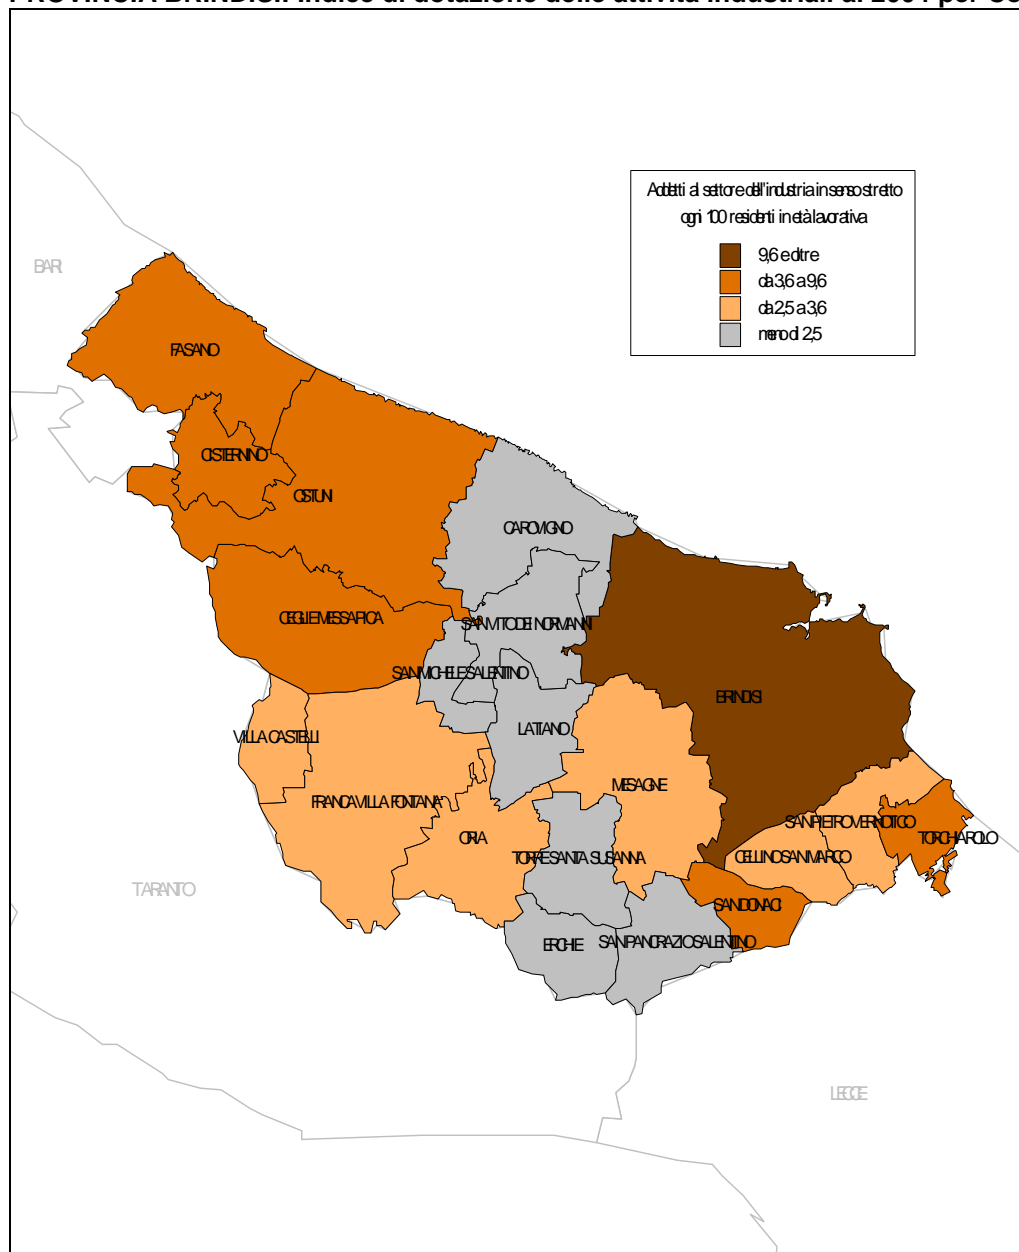 PROVINCIA BRINDISI. Indice di dotazione delle attività industriali al 2001 per Co
Addetti al settore dell'industria in senso stretto
ogni 100 residenti in età lavorativa
9,6 e oltre
da 3,6 a 9,6
da 2,5 a 3,6
meno di 2,5
BARI
FASANO
CISTERNINO
OSTUNI
CAROVIGNO
CEGLIE MESSAPICA
SAN VITO DEI NORMANNI
SAN MICHELE SALENTINO
BRINDISI
LATIANO
VILLA CASTELLI
MESAGNE
FRANCAVILLA FONTANA
SAN PIETRO VERNOTICO
ORIA
TORCHIAROLO
TORRE SANTA SUSANNA
CELLINO SAN MARCO
TARANTO
SAN DONACI
ERCHIE
SAN PANCRAZIO SALENTINO
LECCE